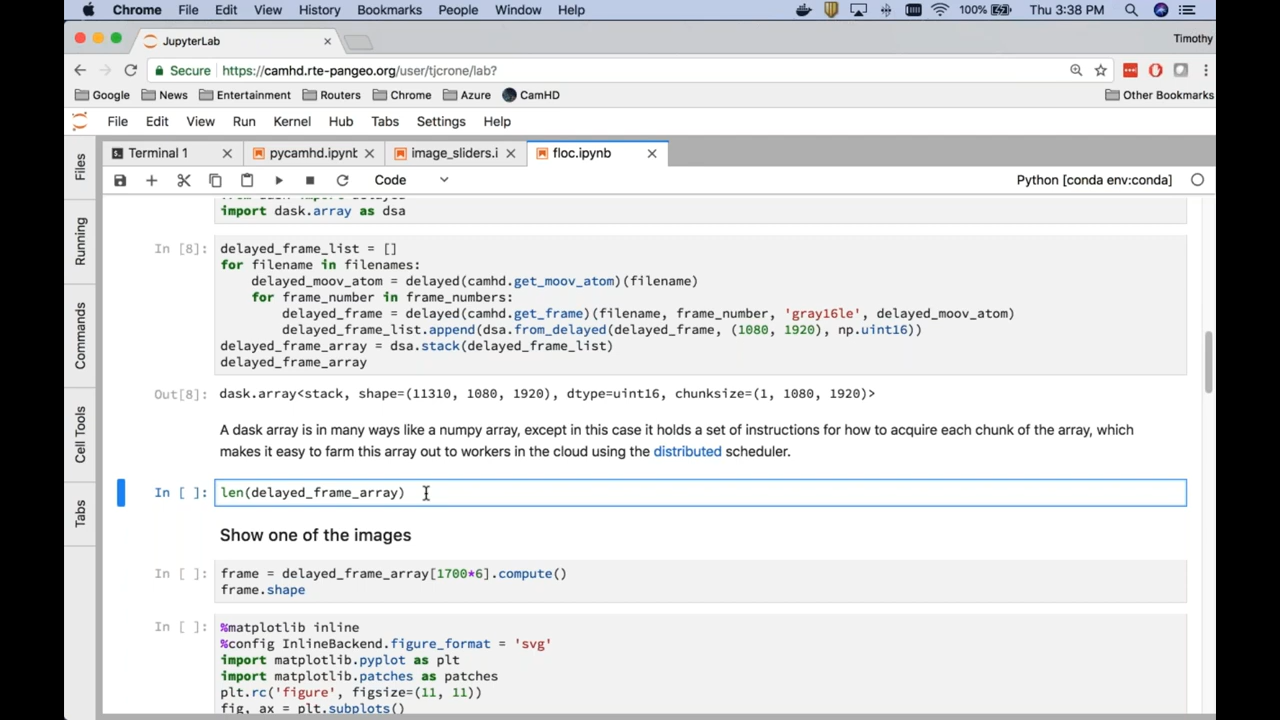 Chrome File Edit View History Bookmarks People Window Help 100% Thu 3:38 PM
JupyterLab Timothy
Secure https://camhd.rte-pangeo.org/user/tjcrone/lab?
Google News Entertainment Routers Chrome Azure CamHD Other Bookmarks
File Edit View Run Kernel Hub Tabs Settings Help
Terminal 1 pycamhd.ipynb image_sliders.i floc.ipynb
Code Python [conda env:conda]
Files
Running
Commands
Cell Tools
Tabs
from dask import delayed
import dask.array as dsa
In [8]: delayed_frame_list = []
for filename in filenames:
    delayed_moov_atom = delayed(camhd.get_moov_atom)(filename)
    for frame_number in frame_numbers:
        delayed_frame = delayed(camhd.get_frame)(filename, frame_number, 'gray16le', delayed_moov_atom)
        delayed_frame_list.append(dsa.from_delayed(delayed_frame, (1080, 1920), np.uint16))
delayed_frame_array = dsa.stack(delayed_frame_list)
delayed_frame_array
Out[8]: dask.array<stack, shape=(11310, 1080, 1920), dtype=uint16, chunksize=(1, 1080, 1920)>
A dask array is in many ways like a numpy array, except in this case it holds a set of instructions for how to acquire each chunk of the array, which
makes it easy to farm this array out to workers in the cloud using the distributed scheduler.
In [ ]: len(delayed_frame_array)
Show one of the images
In [ ]: frame = delayed_frame_array[1700*6].compute()
frame.shape
In [ ]: %matplotlib inline
%config InlineBackend.figure_format = 'svg'
import matplotlib.pyplot as plt
import matplotlib.patches as patches
plt.rc('figure', figsize=(11, 11))
fig, ax = plt.subplots()